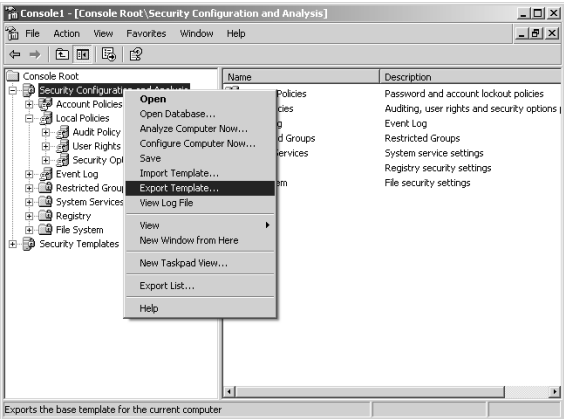 Console1 - [Console Root\Security Configuration and Analysis]
File Action View Favorites Window Help
Console Root
Security Configuration and Analysis
Account Policies
Local Policies
Audit Policy
User Rights
Security Opt
Event Log
Restricted Group
System Services
Registry
File System
Security Templates
Open
Open Database...
Analyze Computer Now...
Configure Computer Now...
Save
Import Template...
Export Template...
View Log File
View
New Window from Here
New Taskpad View...
Export List...
Help
Name Description
Policies Password and account lockout policies
cies Auditing, user rights and security options p
g Event Log
d Groups Restricted Groups
ervices System service settings
Registry security settings
em File security settings
Exports the base template for the current computer